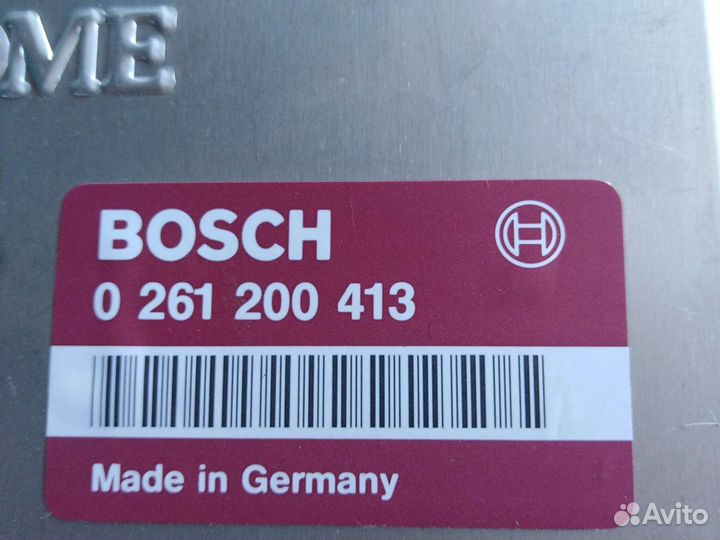 OME
BOSCH
0 261 200 413
Made in Germany
Avito